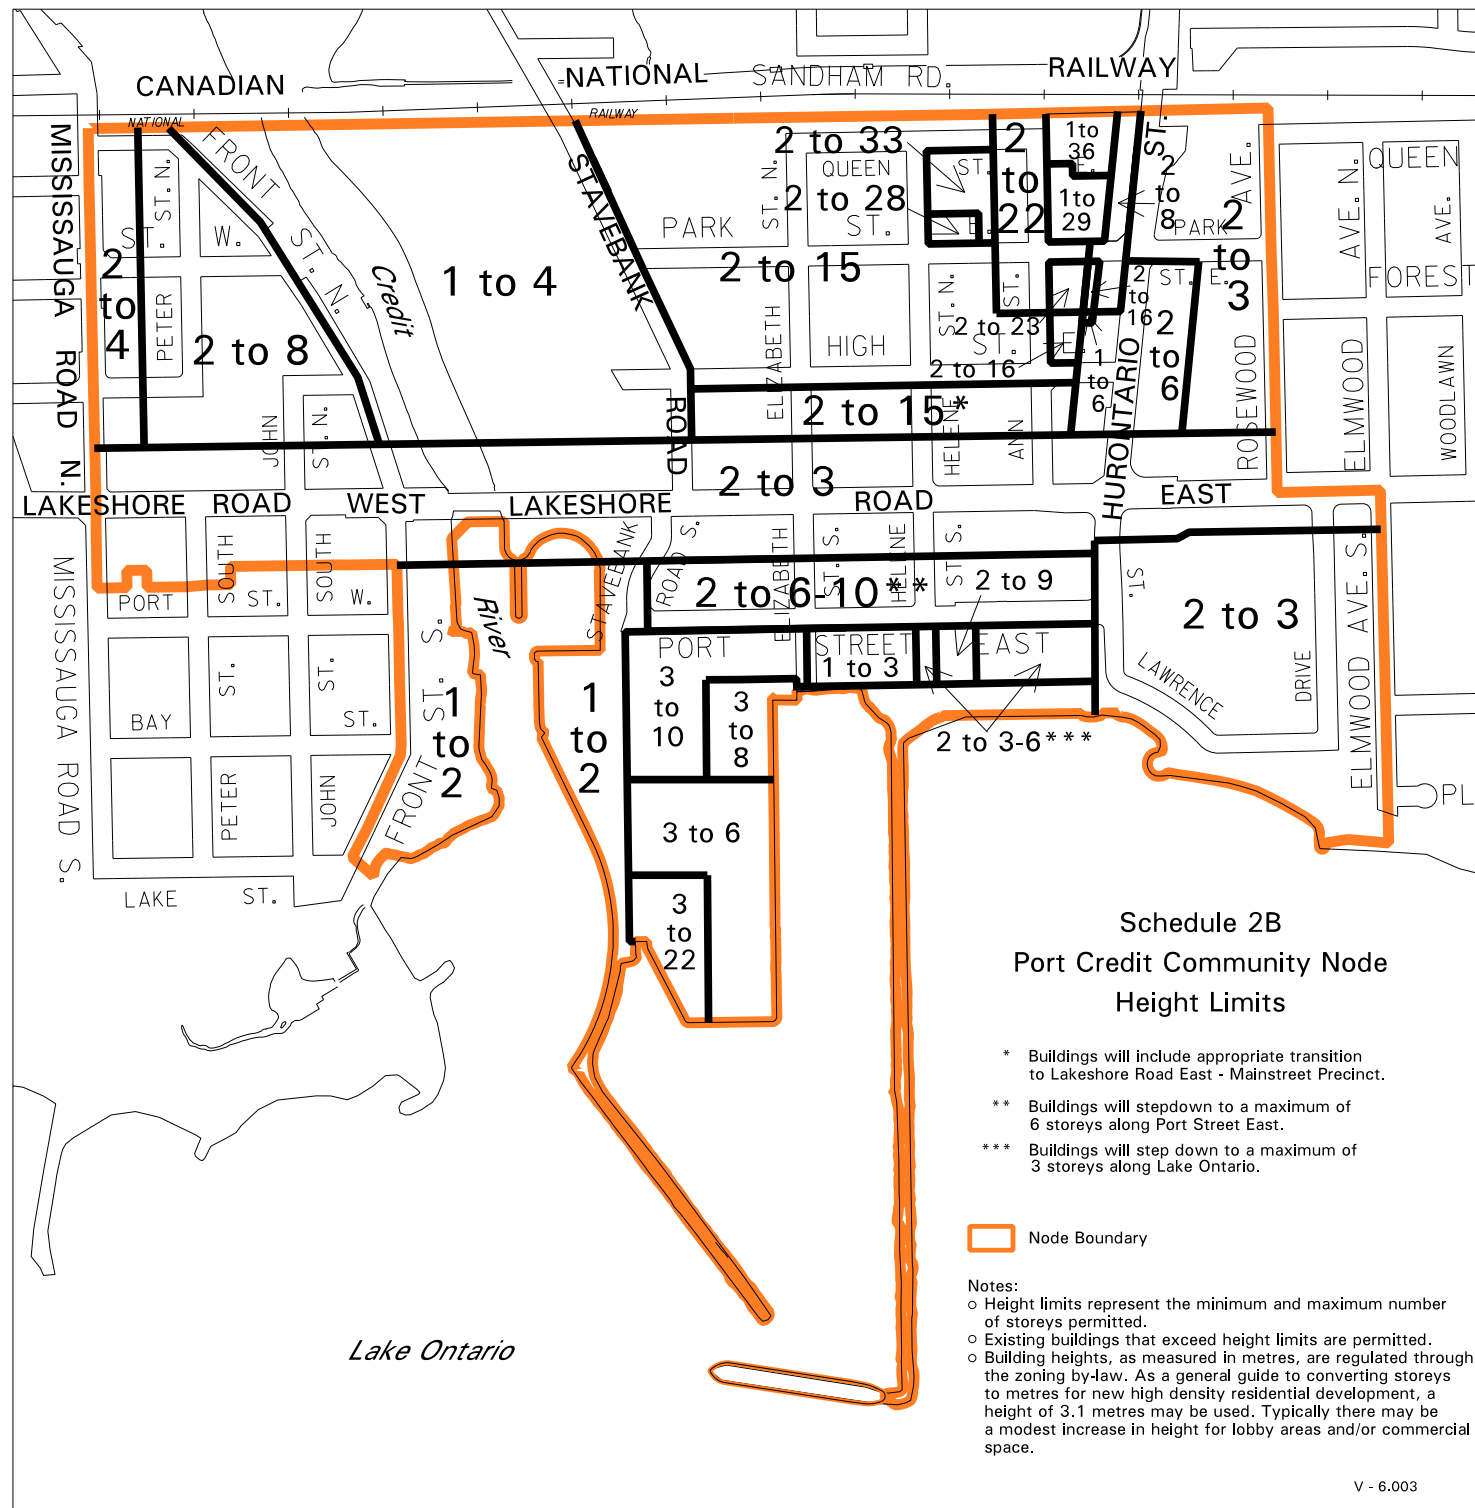 CANADIAN
NATIONAL
SANDHAM RD.
RAILWAY
NATIONAL
RAILWAY
MISSISSAUGA ROAD N.
FRONT ST. N.
STAVEBANK ROAD
2 to 33
QUEEN ST. E.
2 to 28
2 to 22
1 to 36
1 to 29
2 to 8
2 to 3
QUEEN
ST. W.
PARK ST. E.
PARK ST. E.
AVE.
ROSEWOOD
AVE. N.
ELMWOOD
AVE.
WOODLAWN
FOREST
2 to 4
PETER ST. N.
2 to 8
Credit
1 to 4
2 to 15
ELIZABETH ST. N.
HIGH ST. E.
HELENE ST. N.
ANN ST.
2 to 23
2 to 16
2 to 16
1 to 6
2 to 6
HURONTARIO ST.
JOHN ST. N.
2 to 15*
2 to 3
LAKESHORE ROAD WEST
LAKESHORE ROAD EAST
MISSISSAUGA ROAD S.
PORT ST. W.
SOUTH
SOUTH
River
STAVEBANK ROAD S.
ELIZABETH ST. S.
HELENE ST. S.
2 to 6-10**
2 to 9
ST. LAWRENCE DRIVE
2 to 3
ELMWOOD AVE. S.
PORT STREET EAST
1 to 3
BAY ST.
PETER ST.
JOHN ST.
FRONT ST. S.
1 to 2
1 to 2
3 to 10
3 to 8
2 to 3-6***
3 to 6
3 to 22
PL
LAKE ST.
Schedule 2B
Port Credit Community Node
Height Limits
* Buildings will include appropriate transition
to Lakeshore Road East - Mainstreet Precinct.
** Buildings will stepdown to a maximum of
6 storeys along Port Street East.
*** Buildings will step down to a maximum of
3 storeys along Lake Ontario.
Node Boundary
Lake Ontario
Notes:
○ Height limits represent the minimum and maximum number
of storeys permitted.
○ Existing buildings that exceed height limits are permitted.
○ Building heights, as measured in metres, are regulated through
the zoning by-law. As a general guide to converting storeys
to metres for new high density residential development, a
height of 3.1 metres may be used. Typically there may be
a modest increase in height for lobby areas and/or commercial
space.
V - 6.003